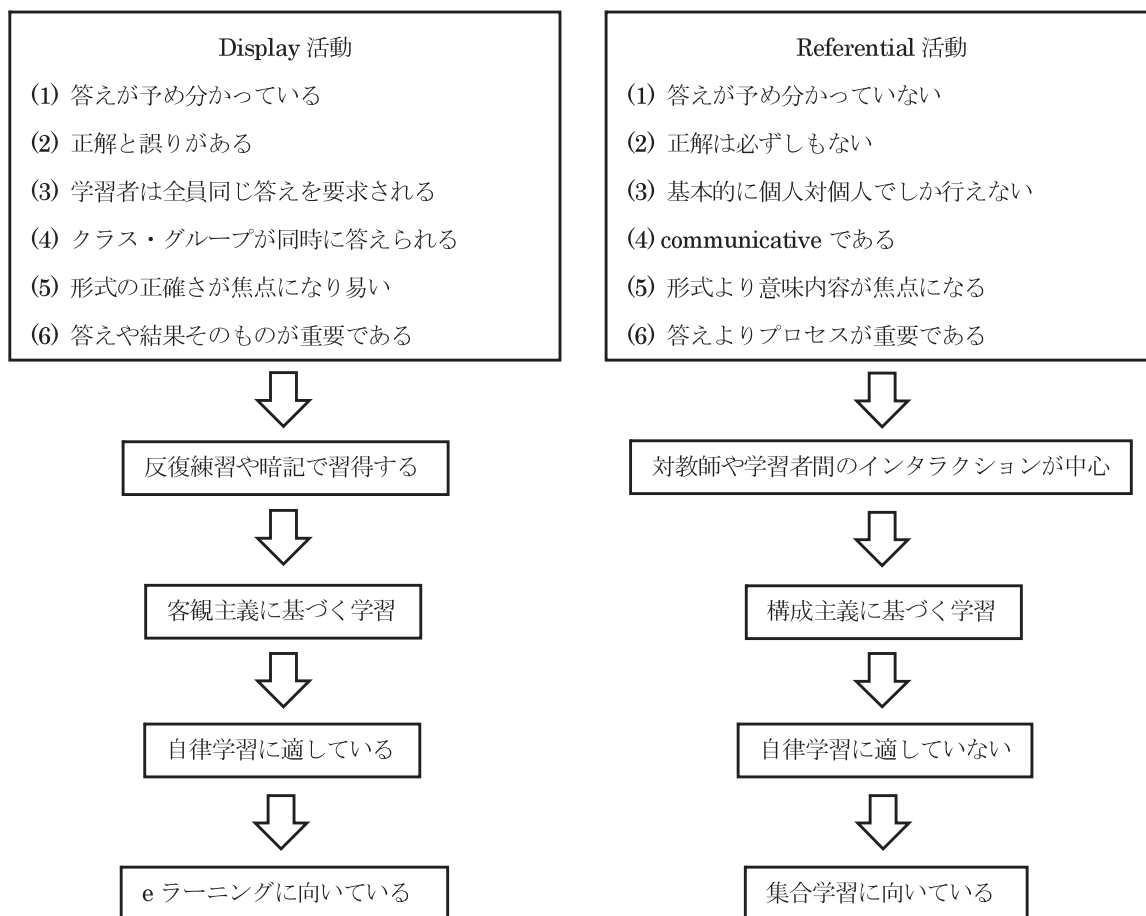 Display 活動
(1) 答えが予め分かっている
(2) 正解と誤りがある
(3) 学習者は全員同じ答えを要求される
(4) クラス・グループが同時に答えられる
(5) 形式の正確さが焦点になり易い
(6) 答えや結果そのものが重要である
反復練習や暗記で習得する
客観主義に基づく学習
自律学習に適している
e ラーニングに向いている
Referential 活動
(1) 答えが予め分かっていない
(2) 正解は必ずしもない
(3) 基本的に個人対個人でしか行えない
(4) communicative である
(5) 形式より意味内容が焦点になる
(6) 答えよりプロセスが重要である
対教師や学習者間のインタラクションが中心
構成主義に基づく学習
自律学習に適していない
集合学習に向いている